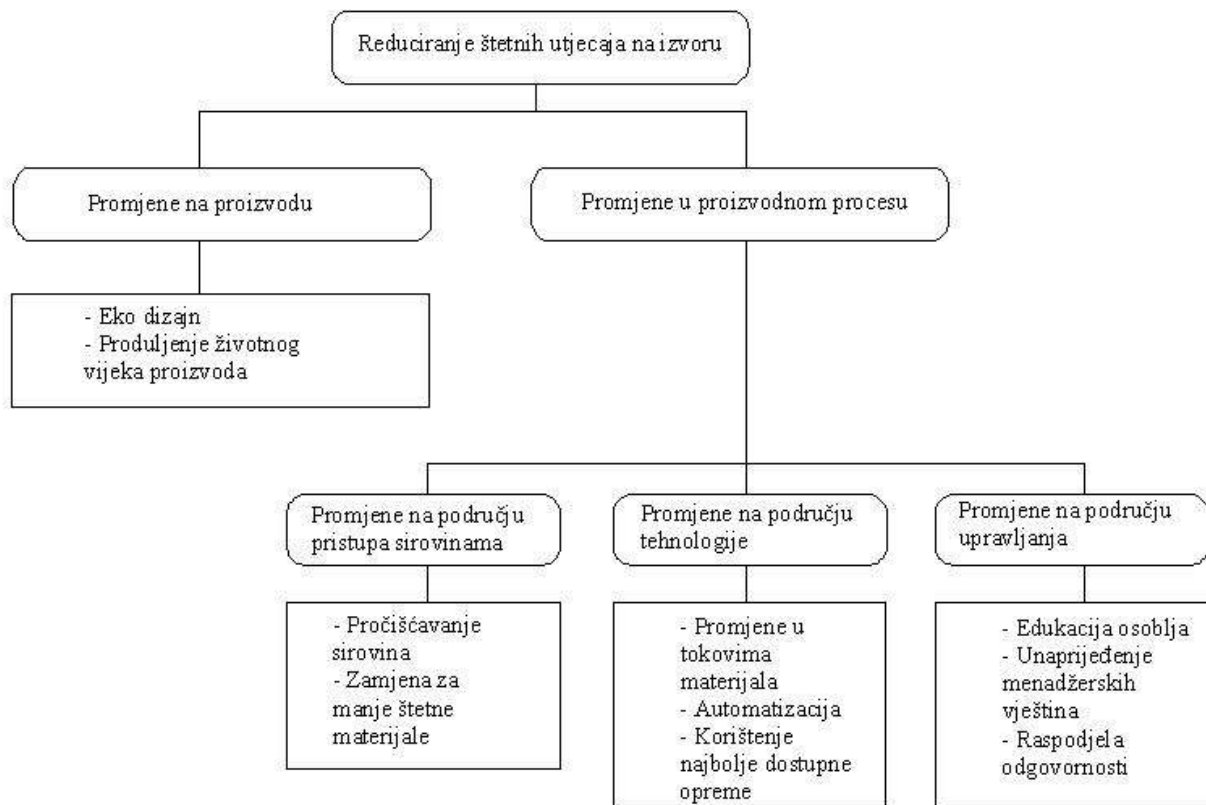 Reduciranje štetnih utjecaja na izvoru
Promjene na proizvodu
Promjene u proizvodnom procesu
- Eko dizajn
- Produljenje životnog
vijeka proizvoda
Promjene na području
pristupa sirovinama
Promjene na području
tehnologije
Promjene na području
upravljanja
- Pročišćavanje
sirovina
- Zamjena za
manje štetne
materijale
- Promjene u
tokovima
materijala
- Automatizacija
- Korištenje
najbolje dostupne
opreme
- Edukacija osoblja
- Unaprijeđenje
menadžerskih
vještina
- Raspodjela
odgovornosti